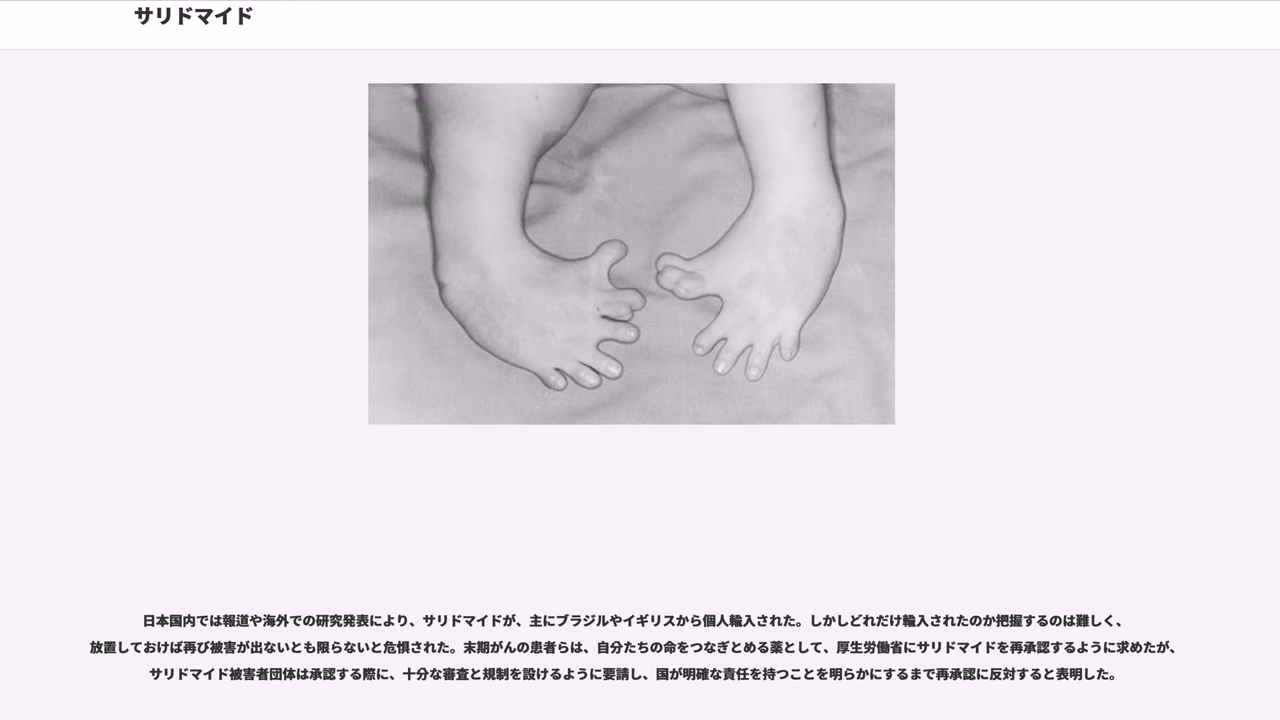 サリドマイド
日本国内では報道や海外での研究発表により、サリドマイドが、主にブラジルやイギリスから個人輸入された。しかしどれだけ輸入されたのか把握するのは難しく、
放置しておけば再び被害が出ないとも限らないと危惧された。末期がんの患者らは、自分たちの命をつなぎとめる薬として、厚生労働省にサリドマイドを再承認するように求めたが、
サリドマイド被害者団体は承認する際に、十分な審査と規制を設けるように要請し、国が明確な責任を持つことを明らかにするまで再承認に反対すると表明した。